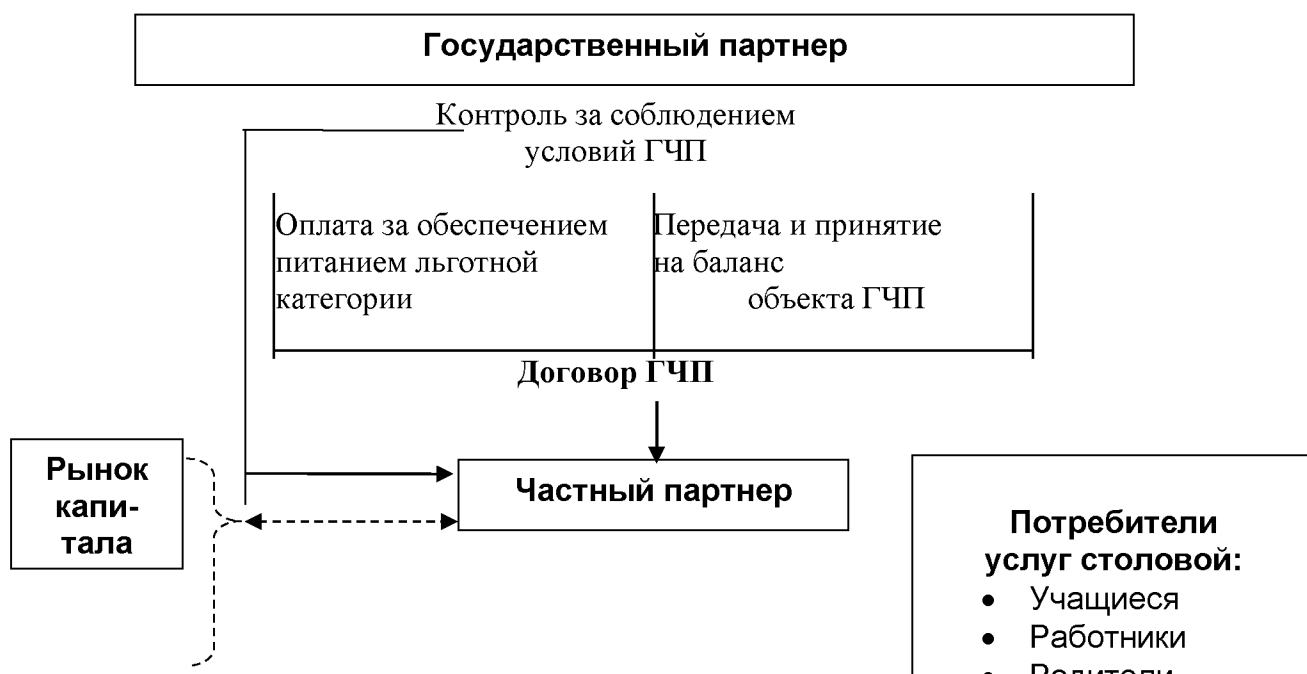 Государственный партнер
Контроль за соблюдением
условий ГЧП
Оплата за обеспечением
питанием льготной
категории
Передача и принятие
на баланс
объекта ГЧП
Договор ГЧП
Рынок
капи-
тала
Частный партнер
Потребители
услуг столовой:
• Учащиеся
• Работники
• Родители